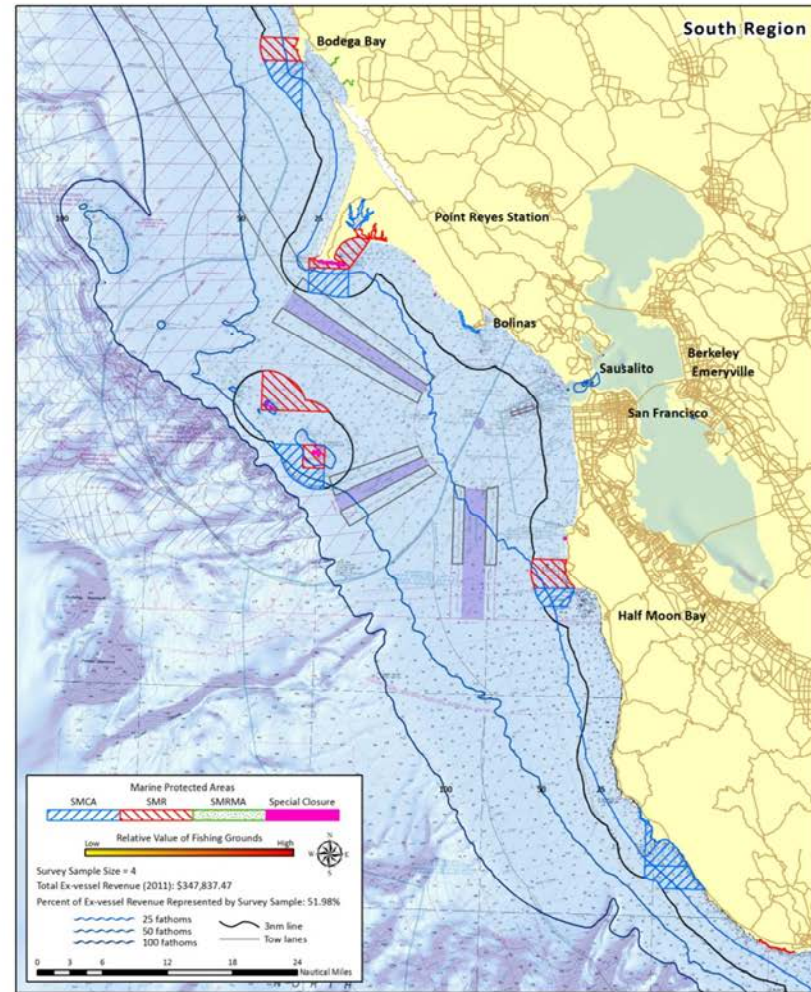 South Region
Bodega Bay
Point Reyes Station
Bolinas
Sausalito
Berkeley
Emeryville
San Francisco
Half Moon Bay
100
50
25
100
50
25
Marine Protected Areas
SMCA SMR SMRMA Special Closure
Relative Value of Fishing Grounds
Low High
N
W E
S
Survey Sample Size = 4
Total Ex-vessel Revenue (2011): $347,837.47
Percent of Ex-vessel Revenue Represented by Survey Sample: 51.98%
25 fathoms
50 fathoms
100 fathoms
3nm line
Tow lanes
0 3 6 12 18 24
Nautical Miles